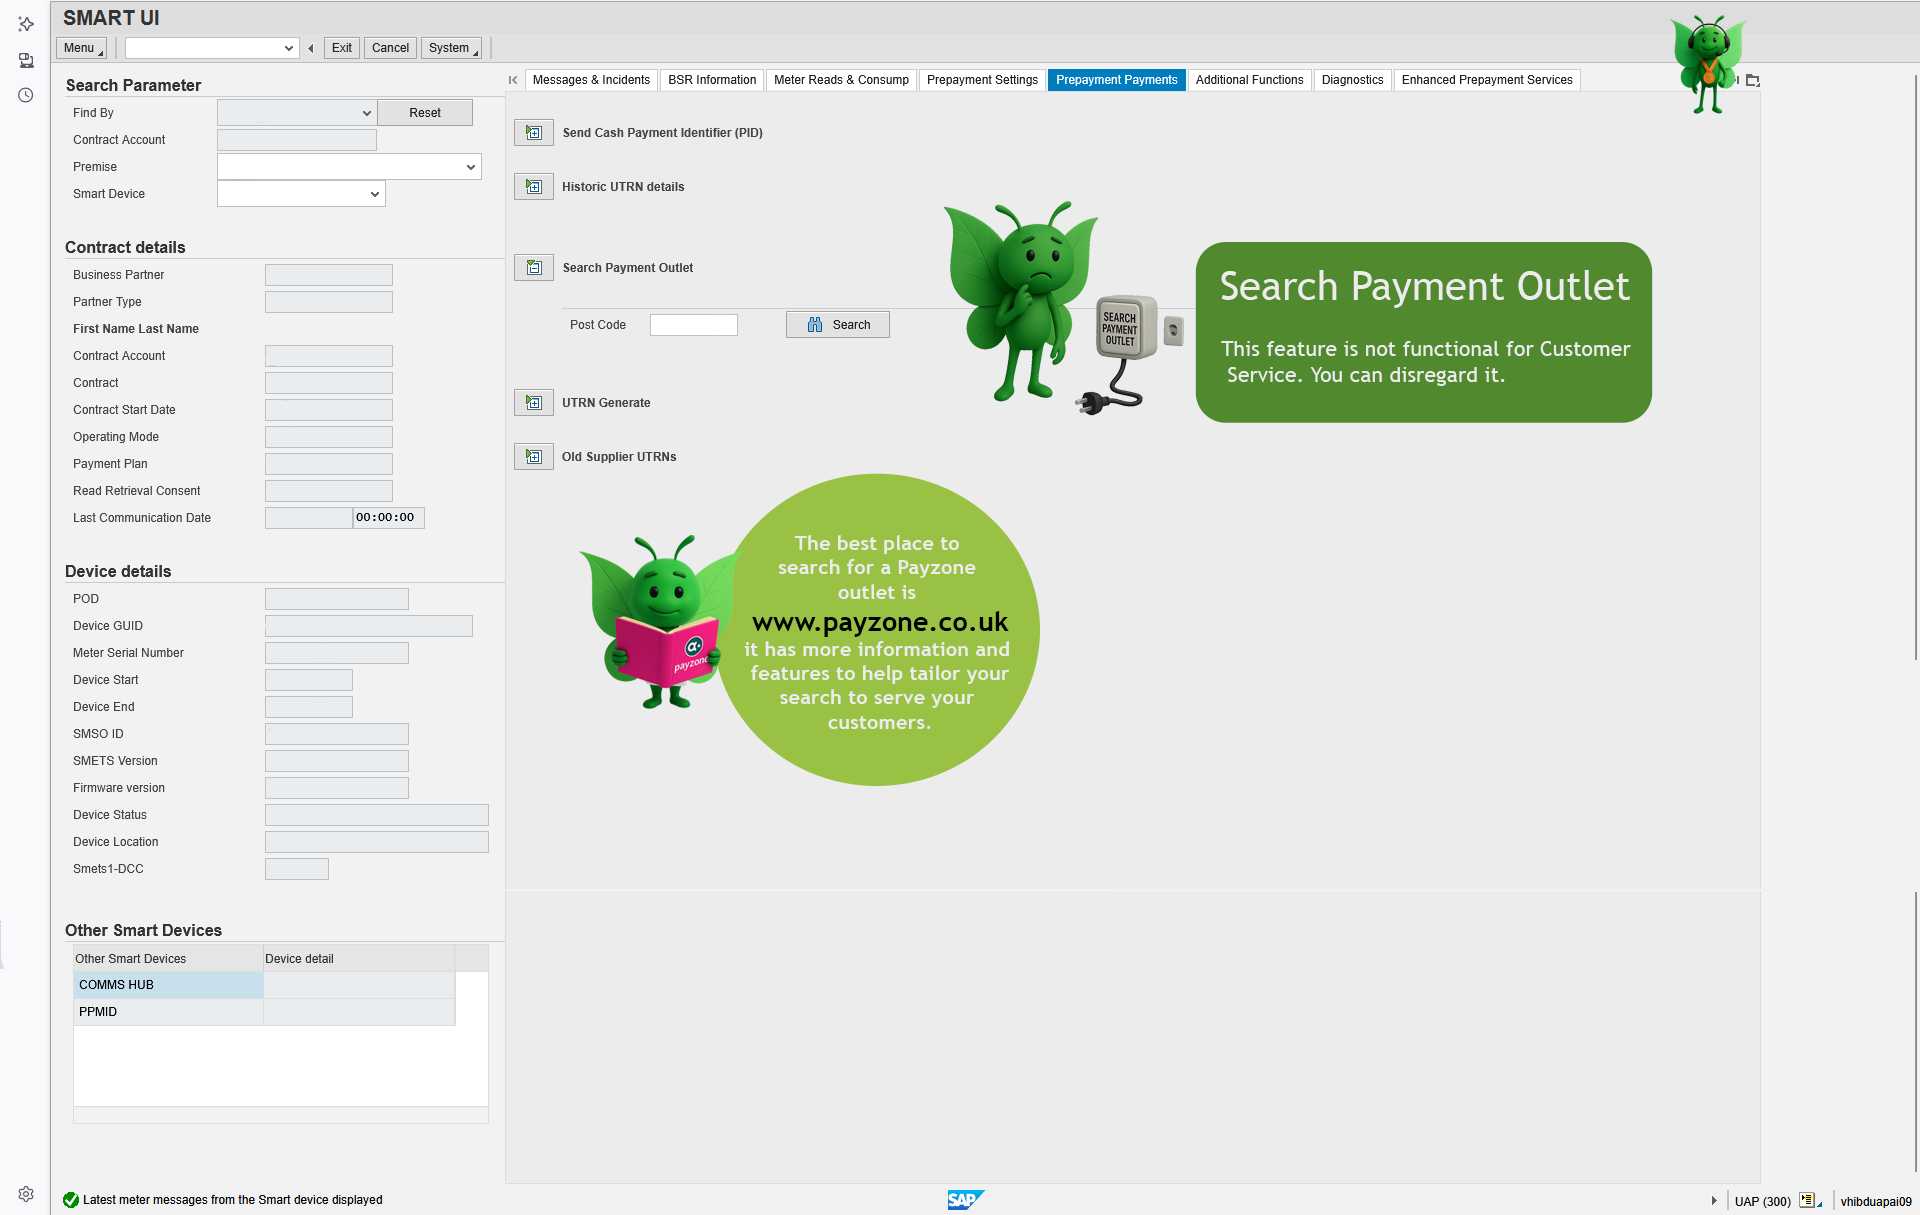 SMART UI
Menu
Exit
Cancel
System
Search Parameter
Find By
Reset
Contract Account
Premise
Smart Device
Contract details
Business Partner
Partner Type
First Name Last Name
Contract Account
Contract
Contract Start Date
Operating Mode
Payment Plan
Read Retrieval Consent
Last Communication Date
00:00:00
Device details
POD
Device GUID
Meter Serial Number
Device Start
Device End
SMSO ID
SMETS Version
Firmware version
Device Status
Device Location
Smets1-DCC
Other Smart Devices
Other Smart Devices
Device detail
COMMS HUB
PPMID
Messages & Incidents
BSR Information
Meter Reads & Consump
Prepayment Settings
Prepayment Payments
Additional Functions
Diagnostics
Enhanced Prepayment Services
Send Cash Payment Identifier (PID)
Historic UTRN details
Search Payment Outlet
Post Code
Search
UTRN Generate
Old Supplier UTRNs
SEARCH
PAYMENT
OUTLET
Search Payment Outlet
This feature is not functional for Customer
Service. You can disregard it.
payzone
The best place to
search for a Payzone
outlet is
www.payzone.co.uk
it has more information and
features to help tailor your
search to serve your
customers.
Latest meter messages from the Smart device displayed
SAP
UAP (300)
vhibduapai09